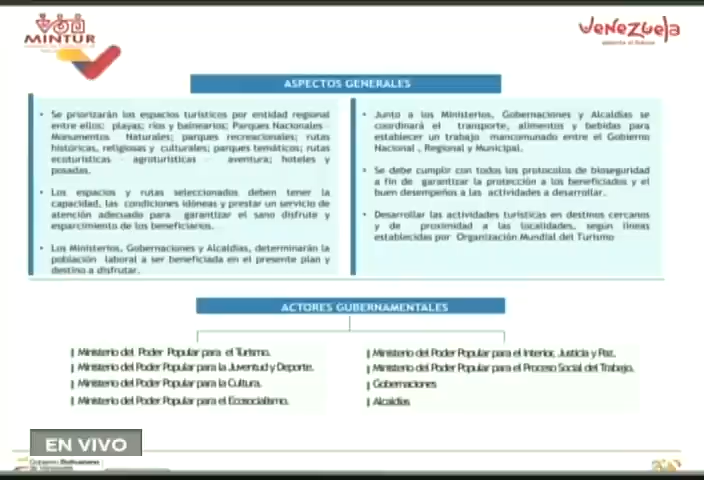 MINTUR
Venezuela
ASPECTOS GENERALES
• Se priorizarán los espacios turísticos por entidad regional
entre ellos: playas; ríos y balnearios; Parques Nacionales -
Monumentos Naturales; parques recreacionales; rutas
históricas, religiosas y culturales; parques temáticos; rutas
ecoturísticas - agroturísticas - aventura; hoteles y
posadas.
• Los espacios y rutas seleccionados deben tener la
capacidad, las condiciones idóneas y prestar un servicio de
atención adecuado para garantizar el sano disfrute y
esparcimiento de los beneficiarios.
• Los Ministerios, Gobernaciones y Alcaldías, determinarán la
población laboral a ser beneficiada en el presente plan y
destino a disfrutar.
• Junto a los Ministerios, Gobernaciones y Alcaldías se
coordinará el transporte, alimentos y bebidas para
establecer un trabajo mancomunado entre el Gobierno
Nacional , Regional y Municipal.
• Se debe cumplir con todos los protocolos de bioseguridad
a fin de garantizar la protección a los beneficiados y el
buen desempeños a las actividades a desarrollar.
• Desarrollar las actividades turísticas en destinos cercanos
y de proximidad a las localidades, según líneas
establecidas por Organización Mundial del Turismo
ACTORES GUBERNAMENTALES
Ministerio del Poder Popular para el Turismo.
Ministerio del Poder Popular para la Juventud y Deporte.
Ministerio del Poder Popular para la Cultura.
Ministerio del Poder Popular para el Ecosocialismo.
Ministerio del Poder Popular para el Interior, Justicia y Paz.
Ministerio del Poder Popular para el Proceso Social del Trabajo.
Gobernaciones
Alcaldías
EN VIVO
Gobierno Bolivariano